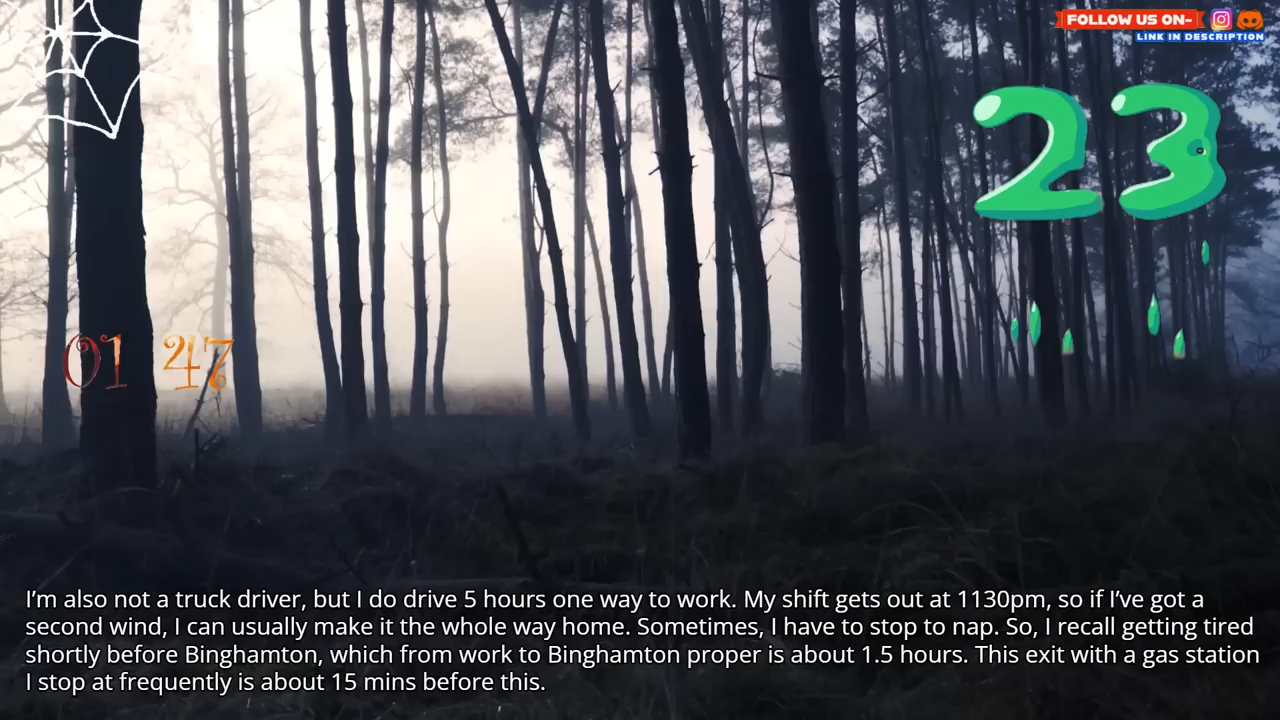 FOLLOW US ON-
LINK IN DESCRIPTION
23
01 47
I’m also not a truck driver, but I do drive 5 hours one way to work. My shift gets out at 1130pm, so if I’ve got a
second wind, I can usually make it the whole way home. Sometimes, I have to stop to nap. So, I recall getting tired
shortly before Binghamton, which from work to Binghamton proper is about 1.5 hours. This exit with a gas station
I stop at frequently is about 15 mins before this.